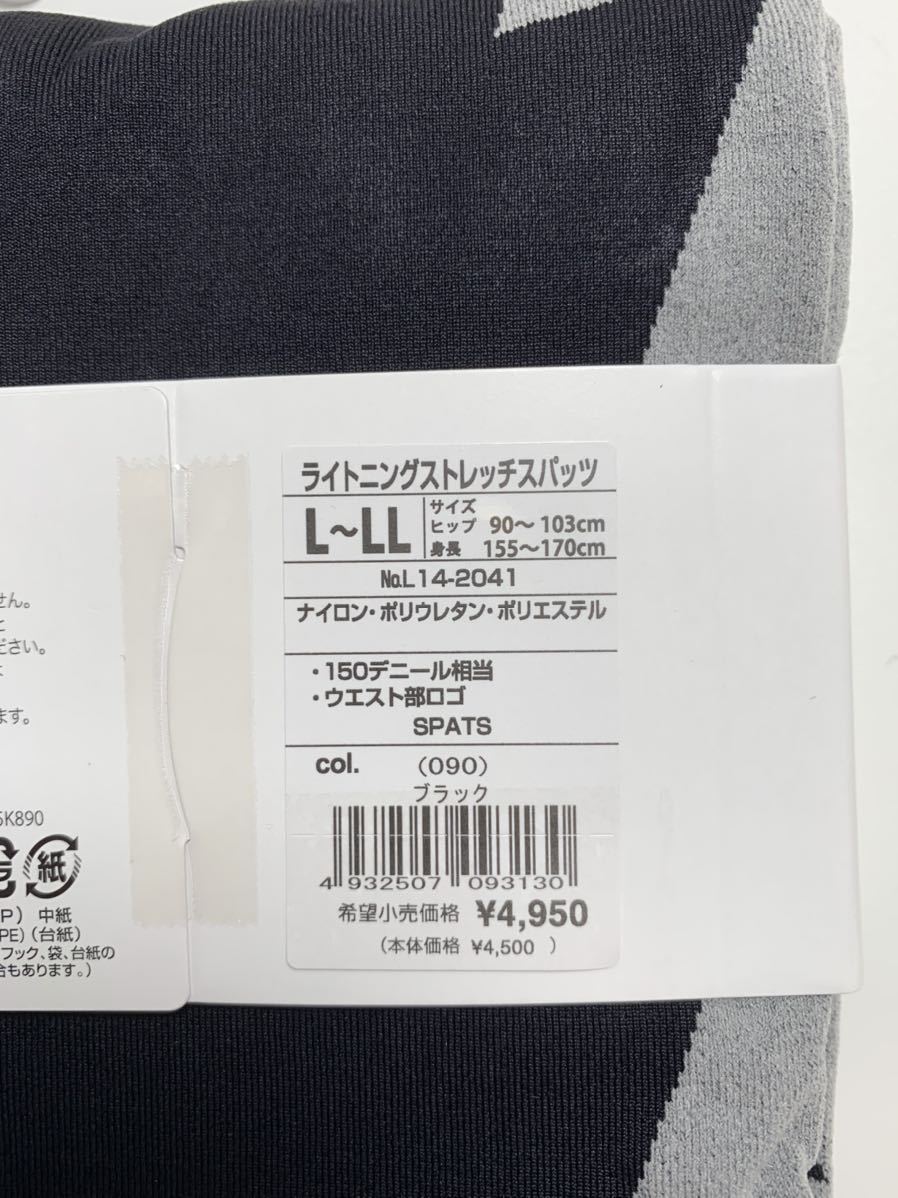 せん。
と
ださい。
ます。
5K890
紙
P) 中紙
PE) (台紙)
フック、袋、台紙の
合もあります。)
ライトニングストレッチスパッツ
L～LL
サイズ
ヒップ 90～103cm
身長 155～170cm
No.L14-2041
ナイロン・ポリウレタン・ポリエステル
・150デニール相当
・ウエスト部ロゴ
SPATS
col. (090)
ブラック
4 932507 093130
希望小売価格 ¥4,950
(本体価格 ¥4,500 )